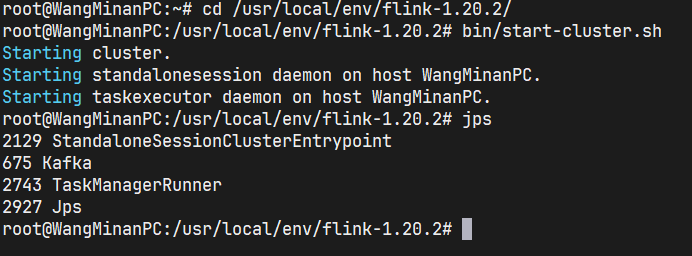 root@WangMinanPC:~# cd /usr/local/env/flink-1.20.2/
root@WangMinanPC:/usr/local/env/flink-1.20.2# bin/start-cluster.sh
Starting cluster.
Starting standalonesession daemon on host WangMinanPC.
Starting taskexecutor daemon on host WangMinanPC.
root@WangMinanPC:/usr/local/env/flink-1.20.2# jps
2129 StandaloneSessionClusterEntrypoint
675 Kafka
2743 TaskManagerRunner
2927 Jps
root@WangMinanPC:/usr/local/env/flink-1.20.2#